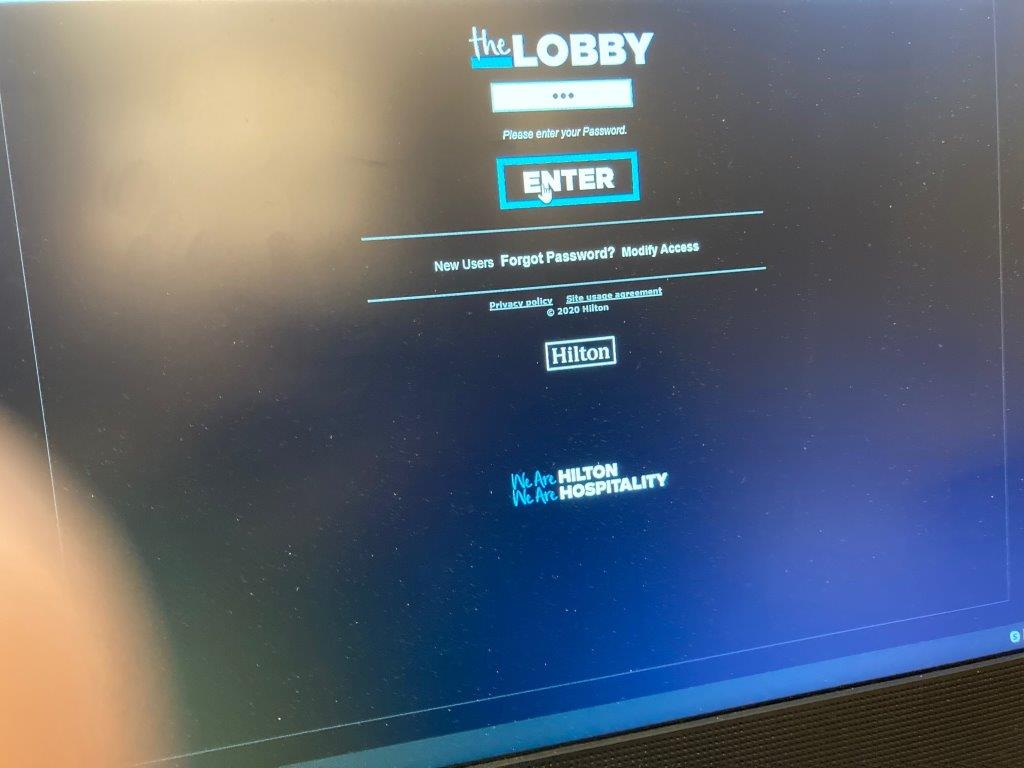 the LOBBY
•••
Please enter your Password.
ENTER
New Users Forgot Password? Modify Access
Privacy policy Site usage agreement
© 2020 Hilton
Hilton
We Are HILTON
We Are HOSPITALITY